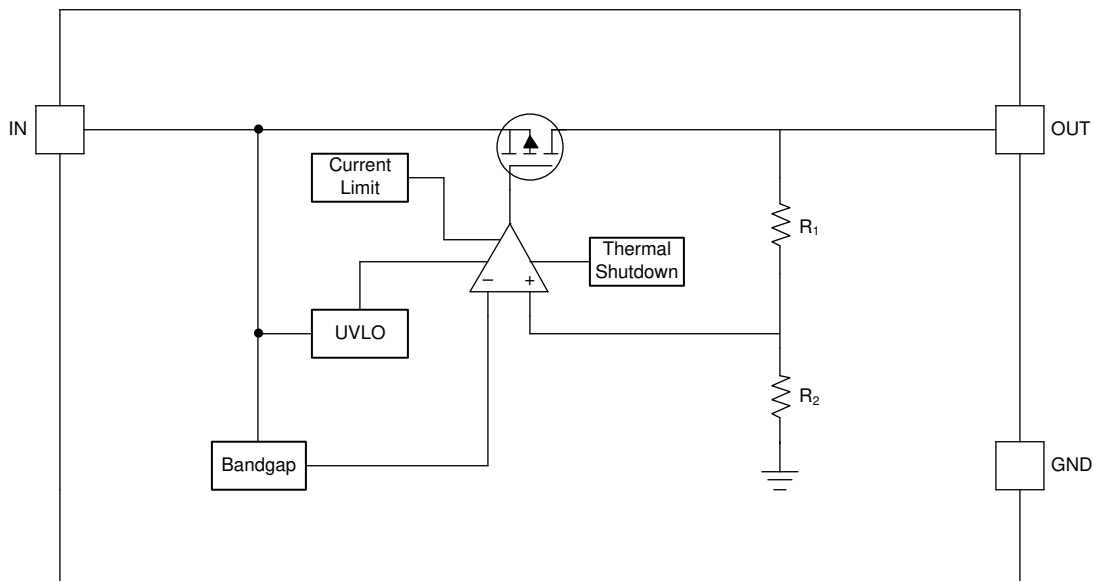 IN
OUT
Current
Limit
R₁
Thermal
Shutdown
− +
UVLO
R₂
Bandgap
GND